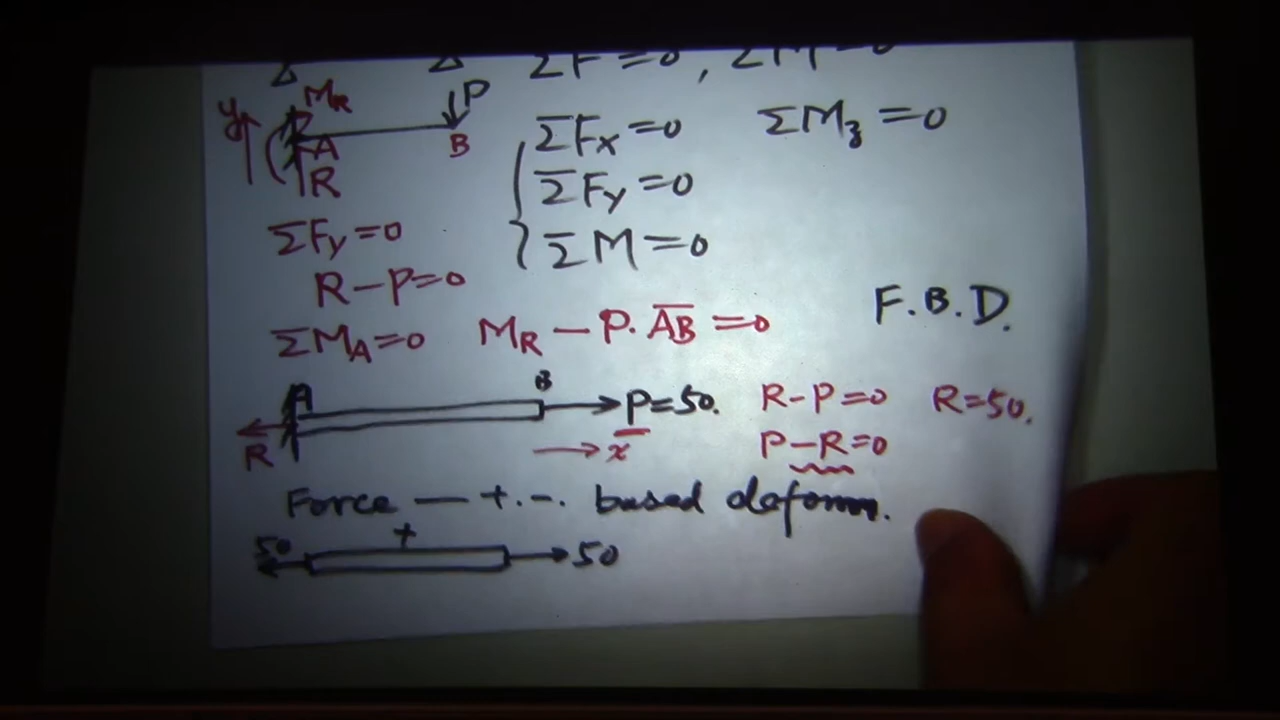 ΣF=0, ΣM=0
y MR P
A B
R
ΣFx=0 ΣMz=0
ΣFy=0
ΣM=0
ΣFy=0
R-P=0
F.B.D.
ΣMA=0 MR-P·A̅B̅=0
A B P=50. R-P=0 R=50.
R x P-R=0
Force — +.-. based deform.
50 + 50